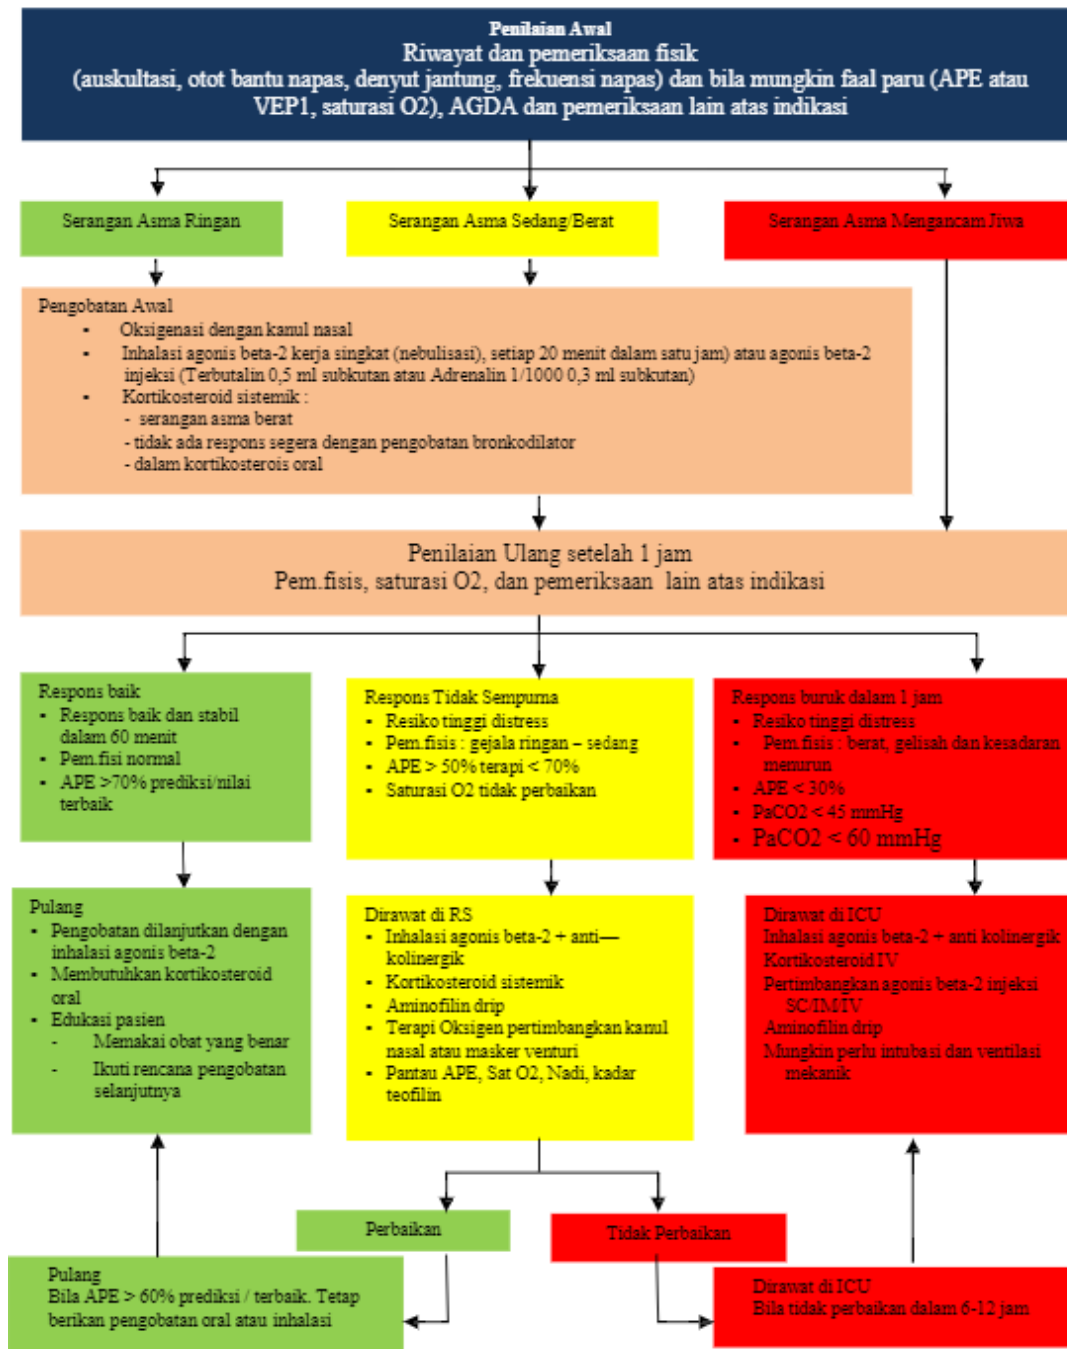 Penilaian Awal
Riwayat dan pemeriksaan fisik
(auskultasi, otot bantu napas, denyut jantung, frekuensi napas) dan bila mungkin faal paru (APE atau
VEP1, saturasi O2), AGDA dan pemeriksaan lain atas indikasi
Serangan Asma Ringan
Serangan Asma Sedang/Berat
Serangan Asma Mengancam Jiwa
Pengobatan Awal
▪ Oksigenasi dengan kanul nasal
▪ Inhalasi agonis beta-2 kerja singkat (nebulisasi), setiap 20 menit dalam satu jam) atau agonis beta-2
injeksi (Terbutalin 0,5 ml subkutan atau Adrenalin 1/1000 0,3 ml subkutan)
▪ Kortikosteroid sistemik :
- serangan asma berat
- tidak ada respons segera dengan pengobatan bronkodilator
- dalam kortikosterois oral
Penilaian Ulang setelah 1 jam
Pem.fisis, saturasi O2, dan pemeriksaan lain atas indikasi
Respons baik
▪ Respons baik dan stabil
dalam 60 menit
▪ Pem.fisi normal
▪ APE >70% prediksi/nilai
terbaik
Respons Tidak Sempurna
▪ Resiko tinggi distress
▪ Pem.fisis : gejala ringan – sedang
▪ APE > 50% terapi < 70%
▪ Saturasi O2 tidak perbaikan
Respons buruk dalam 1 jam
▪ Resiko tinggi distress
▪ Pem.fisis : berat, gelisah dan kesadaran
menurun
▪ APE < 30%
▪ PaCO2 < 45 mmHg
▪ PaCO2 < 60 mmHg
Pulang
▪ Pengobatan dilanjutkan dengan
inhalasi agonis beta-2
▪ Membutuhkan kortikosteroid
oral
▪ Edukasi pasien
- Memakai obat yang benar
- Ikuti rencana pengobatan
selanjutnya
Dirawat di RS
▪ Inhalasi agonis beta-2 + anti—
kolinergik
▪ Kortikosteroid sistemik
▪ Aminofilin drip
▪ Terapi Oksigen pertimbangkan kanul
nasal atau masker venturi
▪ Pantau APE, Sat O2, Nadi, kadar
teofilin
Dirawat di ICU
Inhalasi agonis beta-2 + anti kolinergik
Kortikosteroid IV
Pertimbangkan agonis beta-2 injeksi
SC/IM/IV
Aminofilin drip
Mungkin perlu intubasi dan ventilasi
mekanik
Perbaikan
Tidak Perbaikan
Pulang
Bila APE > 60% prediksi / terbaik. Tetap
berikan pengobatan oral atau inhalasi
Dirawat di ICU
Bila tidak perbaikan dalam 6-12 jam